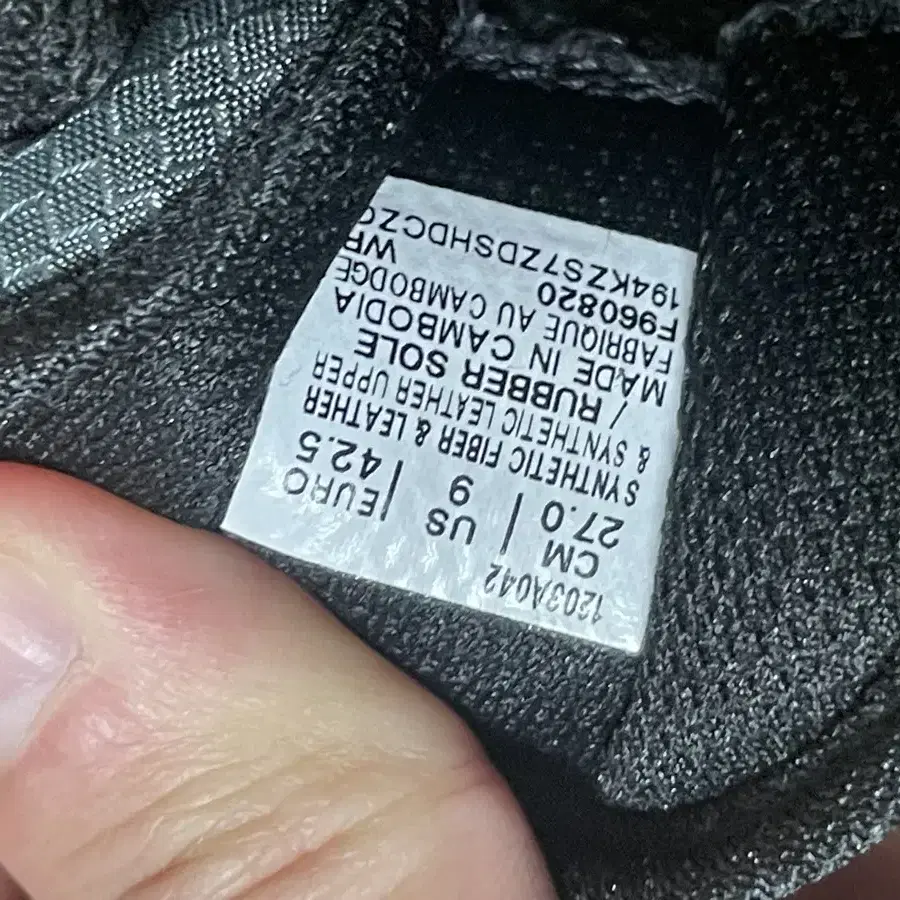 1203A042
CM | US | EURO
27.0 | 9 | 42.5
SYNTHETIC FIBER & LEATHER
& SYNTHETIC LEATHER UPPER
/ RUBBER SOLE
MADE IN CAMBODIA
FABRIQUE AU CAMBODGE
F960820
194KZS7ZDSHDCZ